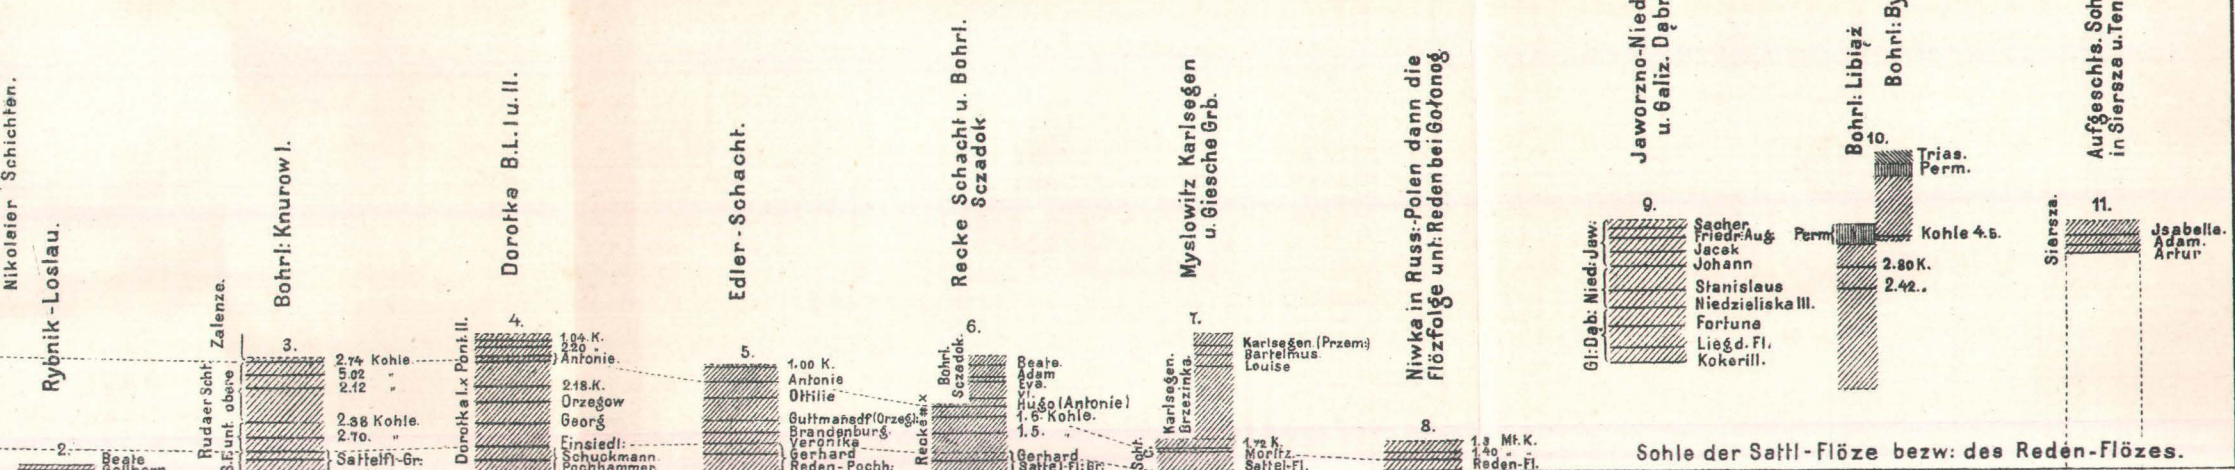 Nikolaier Schichten.
Rybnik-Loslau.
2.
Beate
Zalenze.
Rudaer Scht.
obere
unt.
Bohrl: Knurow I.
3.
2.74 Kohle
5.02 "
2.12 "
2.38 Kohle.
2.70. "
Sattelfl-Gr:
Dorotka B.L.I u. II.
Dorotka I. x Pont. II.
4.
1.04. K.
2.20 "
Antonie.
2.18. K.
Orzegow
Georg
Einsiedl:
Schuckmann
Pochhammer
Edler-Schacht.
5.
1.00 K.
Antonie
Ottilie
Guttmansdf (Orzeg):
Brandenburg.
Veronika
Gerhard
Reden-Pochh:
Recke Schacht u. Bohrl.
Sczadok
6.
Bohrl.
Sczadok.
Recke
Beate.
Adam
Eva.
VI.
Hugo (Antonie)
1.6. Kohle.
1.5. "
Gerhard
Sattel-Fl: Gr:
Myslowitz Karlsegen
u. Giesche Grb.
7.
Karlsegen.
Brzezinka.
Karlsegen (Przem:)
Bartelmus.
Louise
1.72 K.
Moritz.
Sattel-Fl.
Niwka in Russ:-Polen dann die
Flözfolge unt: Reden bei Gołonog.
8.
1.3 Mt. K.
1.40 " "
Reden-Fl.
Jaworzno-Nied
u. Galiz. Dąbr
9.
Gl: Dąb: Nied: Jaw:
Sacher
Friedr: Aug.
Jacek
Johann
Stanislaus
Niedzieliska III.
Fortuna
Liegd. Fl.
Kokerill.
Bohrl: Libiąż
Bohrl: By
10.
Trias.
Perm.
Perm
Kohle 4.5.
2.80 K.
2.42. "
Aufgeschts. Sch
in Siersza u. Ten
11.
Siersza.
Jsabella.
Adam.
Artur
Sohle der Sattl-Flöze bezw: des Reden-Flözes.